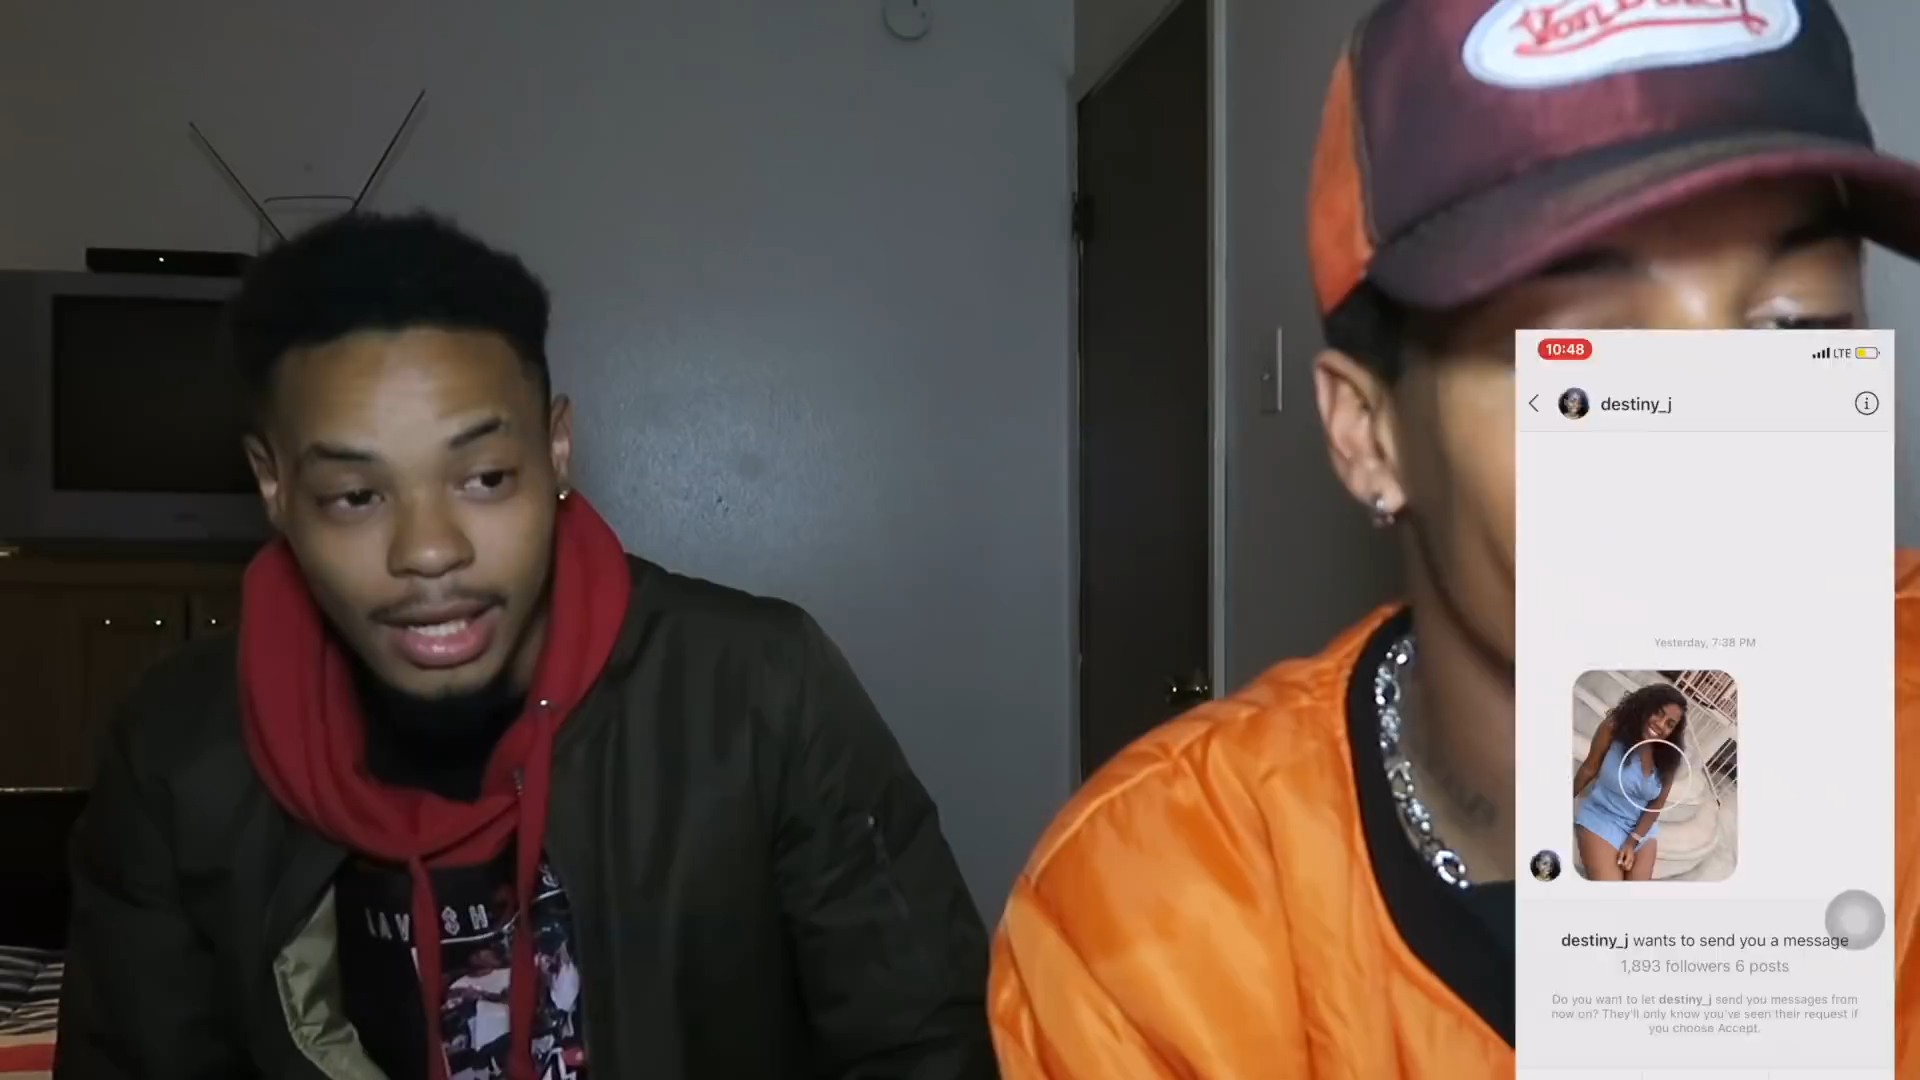 Von Dutch
10:48
LTE
destiny_j
Yesterday, 7:38 PM
LAV$H
destiny_j wants to send you a message
1,893 followers 6 posts
Do you want to let destiny_j send you messages from
now on? They'll only know you've seen their request if
you choose Accept.